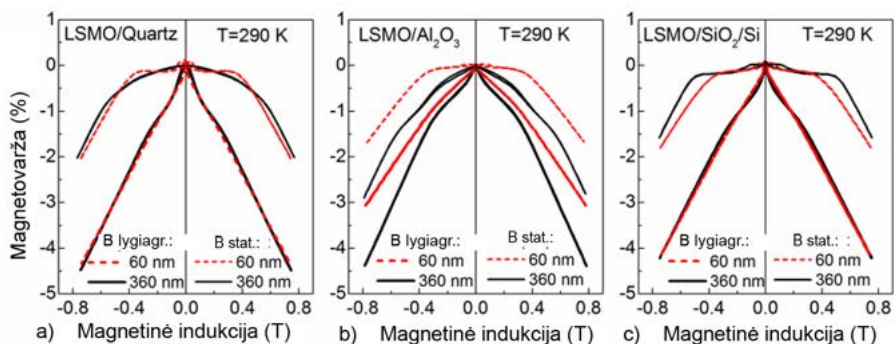 LSMO/Quartz T=290 K
LSMO/Al₂O₃ T=290 K
LSMO/SiO₂/Si T=290 K
Magnetovarža (%)
1
0
-1
-2
-3
-4
-5
B lygiagr.: B stat.: :
60 nm 60 nm
360 nm 360 nm
B lygiagr.: B stat.: :
60 nm 60 nm
360 nm 360 nm
B lygiagr.: B stat.: :
60 nm 60 nm
360 nm 360 nm
-0.8 -0.4 0.0 0.4 0.8
-0.8 -0.4 0.0 0.4 0.8
-0.8 -0.4 0.0 0.4 0.8
a) Magnetinė indukcija (T)
b) Magnetinė indukcija (T)
c) Magnetinė indukcija (T)